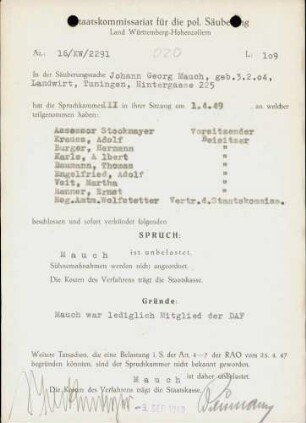 Staatskommissariat für die pol. Säuberung
Land Württemberg-Hohenzollern
Az.: 16/KW/2291 020 L: 109
In der Säuberungssache Johann Georg Mauch, geb.3.2.04,
Landwirt, Tuningen, Hintergasse 225
hat die Spruchkammer III in ihrer Sitzung am 1.4.49, an welcher
teilgenommen haben:
Assessor Stockmayer Vorsitzender
Krauss, Adolf Beisitzer
Burger, Hermann "
Karle, Albert "
Baumann, Thomas "
Engelfried, Adolf "
Veit, Martha "
Ernst "
Reg.Amtm.Wolfstetter Vertr.d.Staatskommiss.
beschlossen und sofort verkündet folgenden
SPRUCH:
Mauch ist unbelastet.
Sühnemaßnahmen werden nicht angeordnet.
Die Kosten des Verfahrens trägt die Staatskasse.
Gründe:
Mauch war lediglich Mitglied der DAF
Weitere Tatsachen, die eine Belastung i. S. der Art. 4-9 der RAO vom 25. 4. 47
begründen könnten, sind der Spruchkammer nicht bekannt geworden.
Mauch ist daher unbelastet.
Die Kosten des Verfahrens trägt die Staatskasse.
Stockmayer Baumann